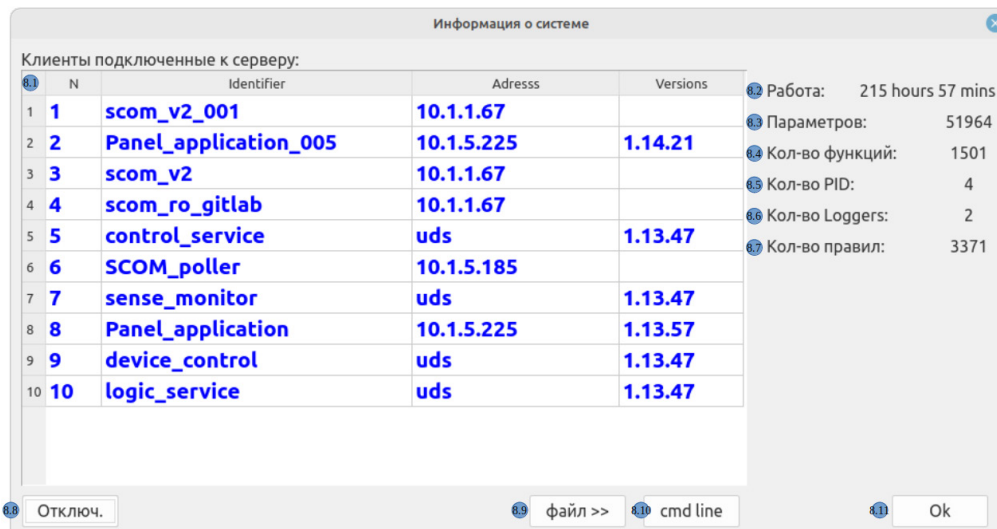 Информация о системе
Клиенты подключенные к серверу:
8.1 N Identifier Adresss Versions
1 1 scom_v2_001 10.1.1.67
2 2 Panel_application_005 10.1.5.225 1.14.21
3 3 scom_v2 10.1.1.67
4 4 scom_ro_gitlab 10.1.1.67
5 5 control_service uds 1.13.47
6 6 SCOM_poller 10.1.5.185
7 7 sense_monitor uds 1.13.47
8 8 Panel_application 10.1.5.225 1.13.57
9 9 device_control uds 1.13.47
10 10 logic_service uds 1.13.47
8.2 Работа: 215 hours 57 mins
8.3 Параметров: 51964
8.4 Кол-во функций: 1501
8.5 Кол-во PID: 4
8.6 Кол-во Loggers: 2
8.7 Кол-во правил: 3371
8.8 Отключ. 8.9 файл >> 8.10 cmd line 8.11 Ok